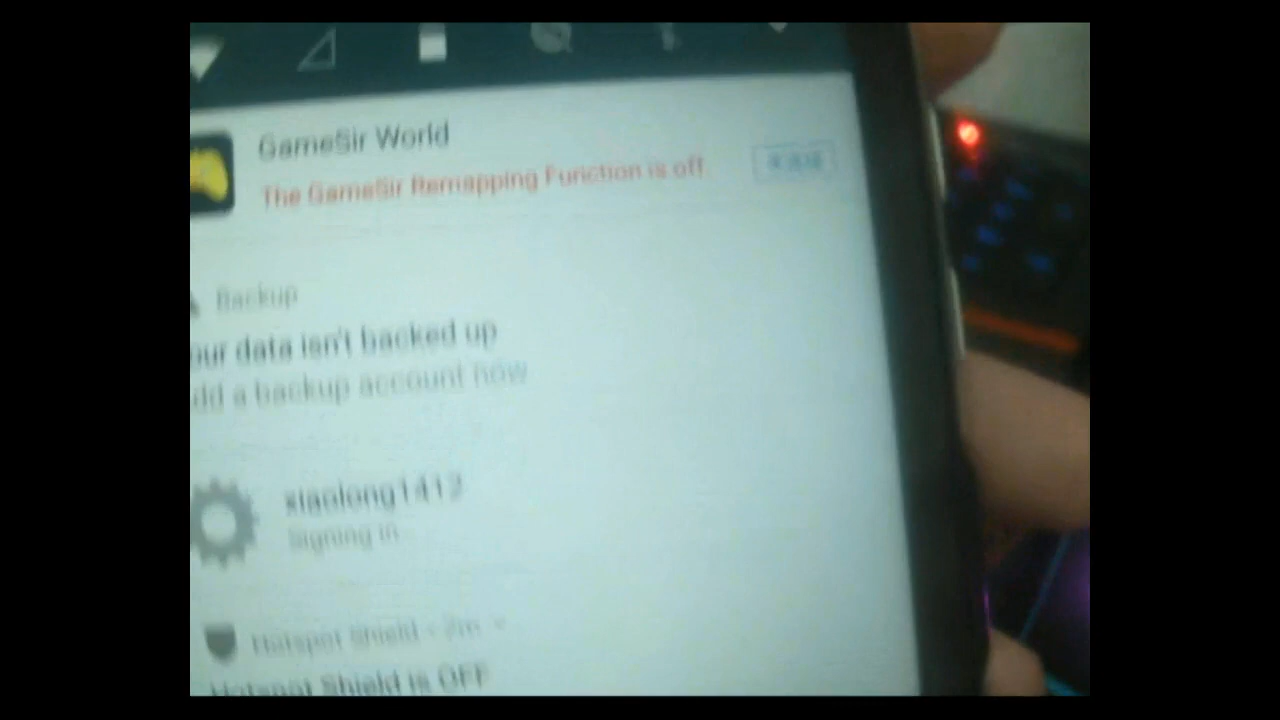 GameSir World
The GameSir Remapping Function is off.
Backup
our data isn't backed up
dd a backup account now
xiaolong1412
Signing in
Hotspot Shield • 2m
Hotspot Shield is OFF